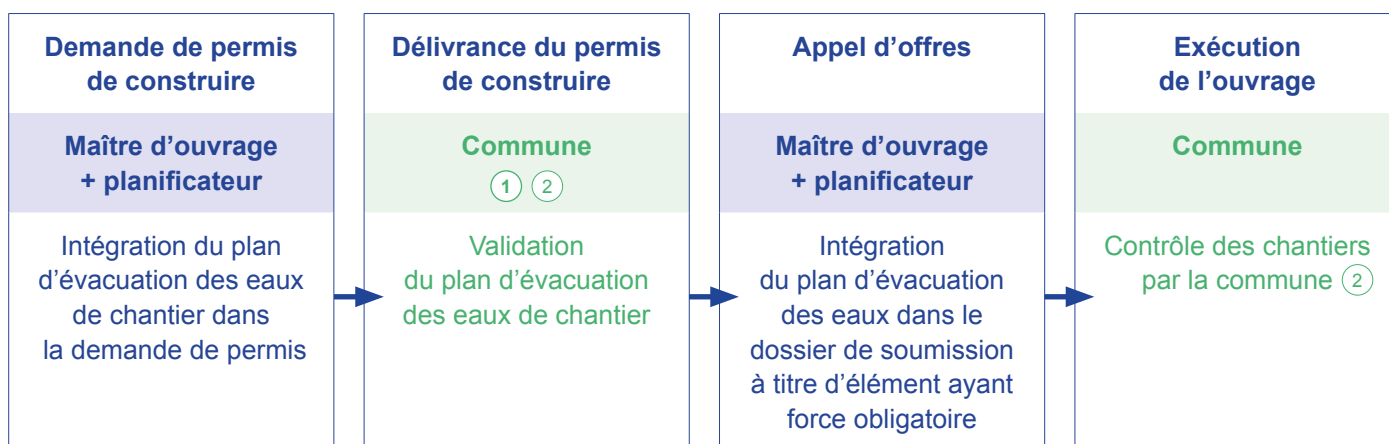 Demande de permis
de construire
Maître d’ouvrage
+ planificateur
Intégration du plan
d’évacuation des eaux
de chantier dans
la demande de permis
Délivrance du permis
de construire
Commune
1 2
Validation
du plan d’évacuation
des eaux de chantier
Appel d’offres
Maître d’ouvrage
+ planificateur
Intégration
du plan d’évacuation
des eaux dans le
dossier de soumission
à titre d’élément ayant
force obligatoire
Exécution
de l’ouvrage
Commune
Contrôle des chantiers
par la commune 2